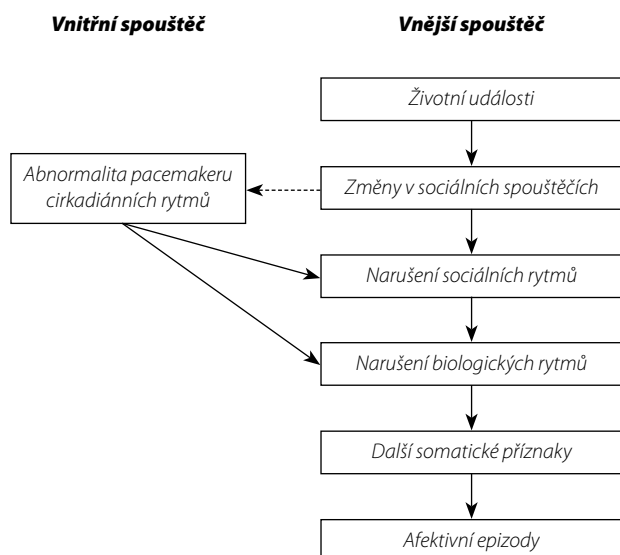 Vnitřní spouštěč
Vnější spouštěč
Životní události
Abnormalita pacemakeru
cirkadiánních rytmů
Změny v sociálních spouštěčích
Narušení sociálních rytmů
Narušení biologických rytmů
Další somatické příznaky
Afektivní epizody